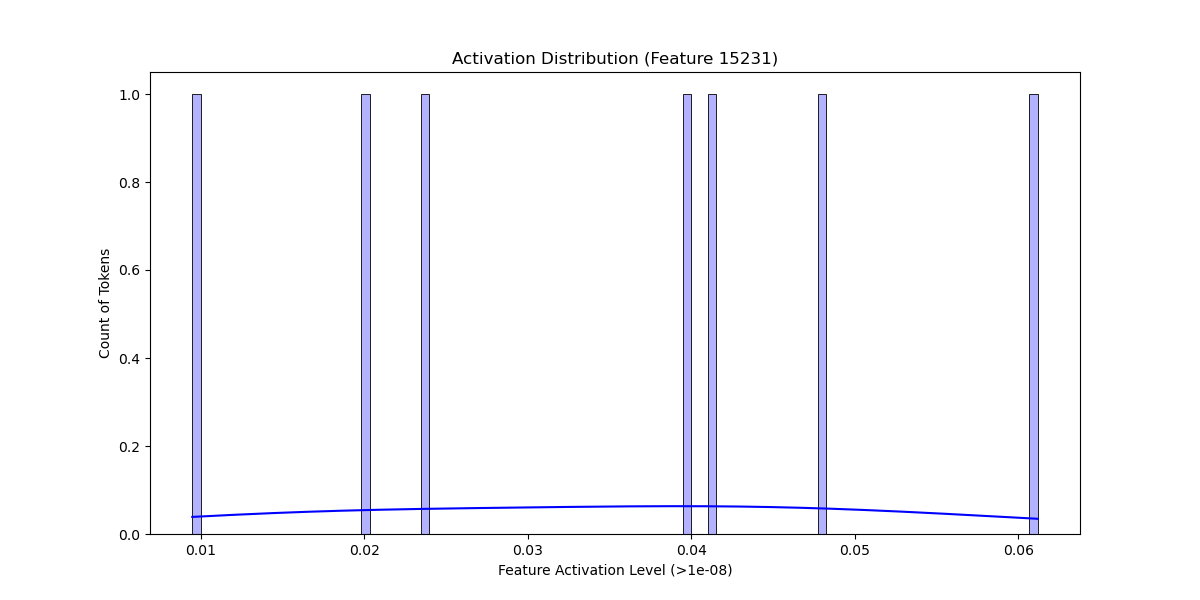 Activation Distribution (Feature 15231)
1.0
0.8
0.6
0.4
0.2
0.0
Count of Tokens
0.01 0.02 0.03 0.04 0.05 0.06
Feature Activation Level (>1e-08)